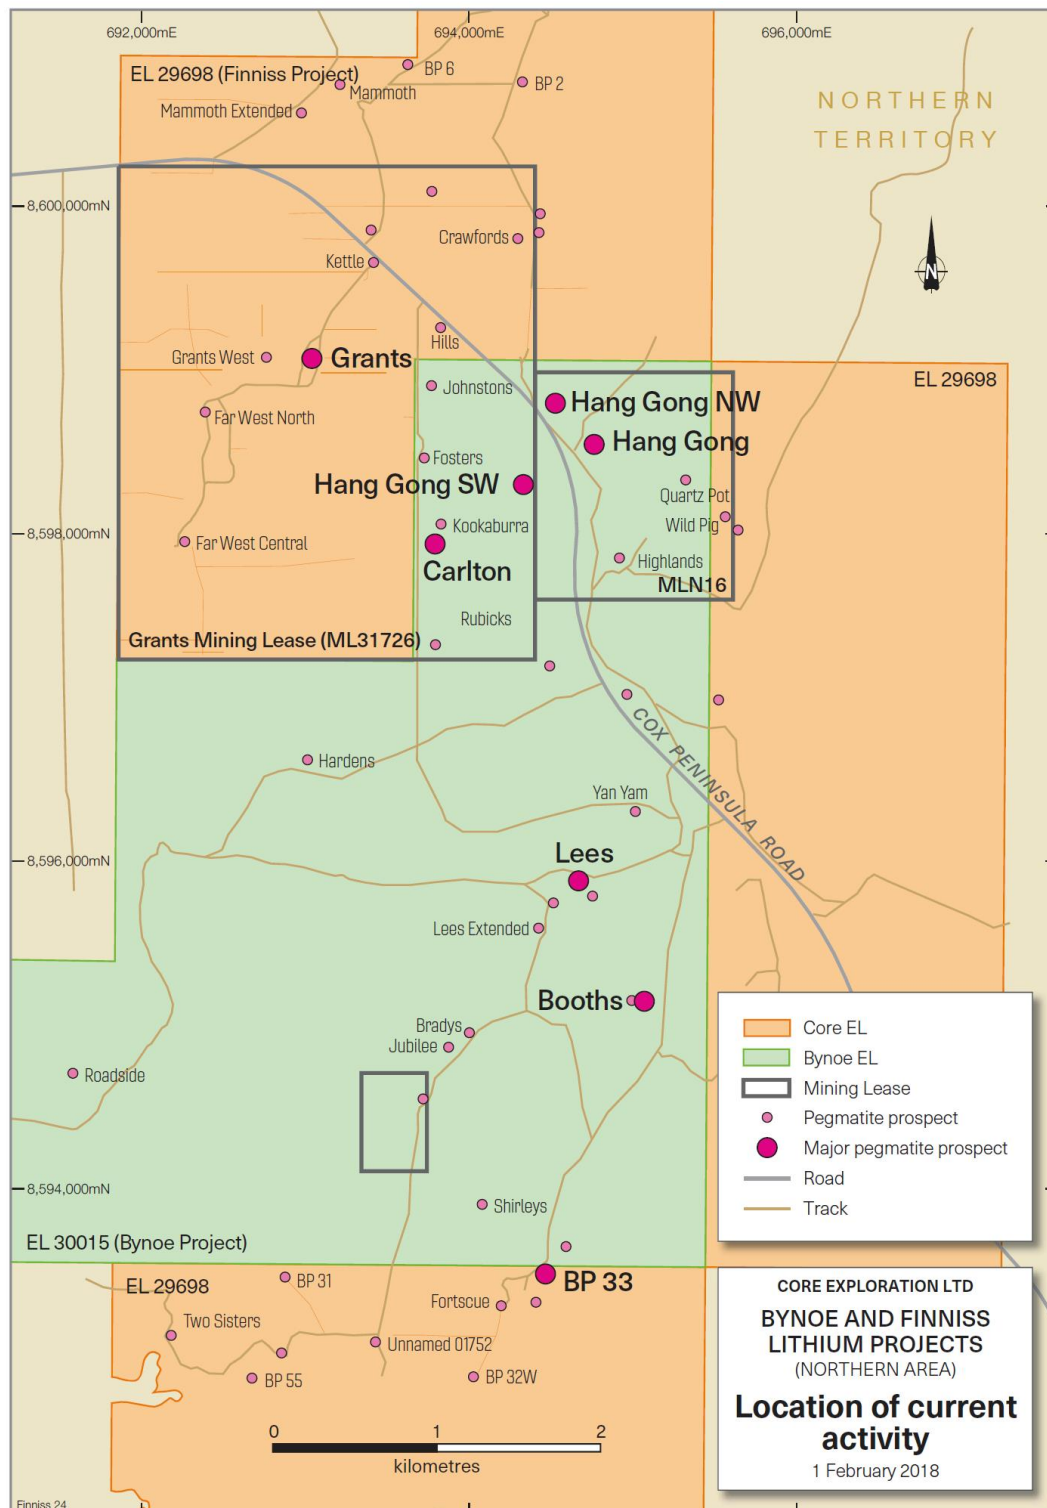 692,000mE
694,000mE
696,000mE
EL 29698 (Finniss Project)
BP 6
Mammoth
BP 2
Mammoth Extended
NORTHERN
TERRITORY
8,600,000mN
Crawfords
Kettle
N
Hills
Grants West
Grants
EL 29698
Johnstons
Hang Gong NW
Far West North
Hang Gong
Fosters
Hang Gong SW
Quartz Pot
Kookaburra
Wild Pig
8,598,000mN
Far West Central
Highlands
Carlton
MLN16
Rubicks
Grants Mining Lease (ML31726)
COX PENINSULA ROAD
Hardens
Yan Yam
Lees
8,596,000mN
Lees Extended
Booths
Bradys
Jubilee
Roadside
Core EL
Bynoe EL
Mining Lease
Pegmatite prospect
Major pegmatite prospect
Road
Track
8,594,000mN
Shirleys
EL 30015 (Bynoe Project)
EL 29698
BP 31
BP 33
Fortscue
Two Sisters
Unnamed 01752
BP 55
BP 32W
0 1 2
kilometres
CORE EXPLORATION LTD
BYNOE AND FINNISS
LITHIUM PROJECTS
(NORTHERN AREA)
Location of current
activity
1 February 2018
Finniss 24